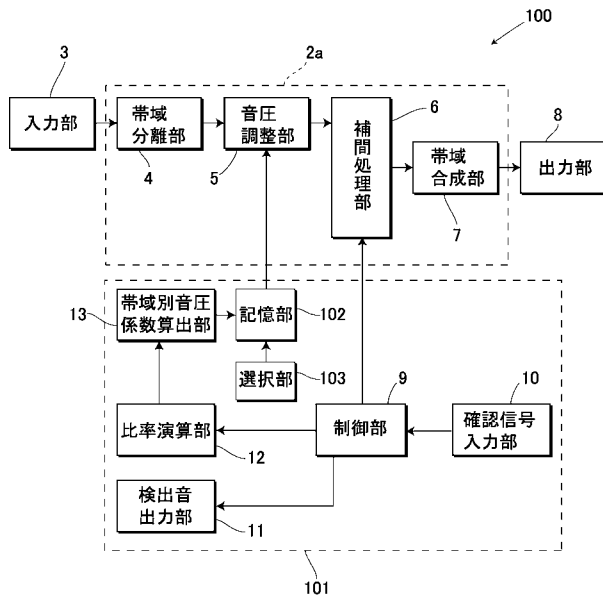 100
3
2a
入力部
帯域
分離部
4
音圧
調整部
5
6
補間処理部
帯域
合成部
7
8
出力部
13
帯域別音圧
係数算出部
記憶部
102
選択部
103
9
制御部
10
確認信号
入力部
比率演算部
12
検出音
出力部
11
101